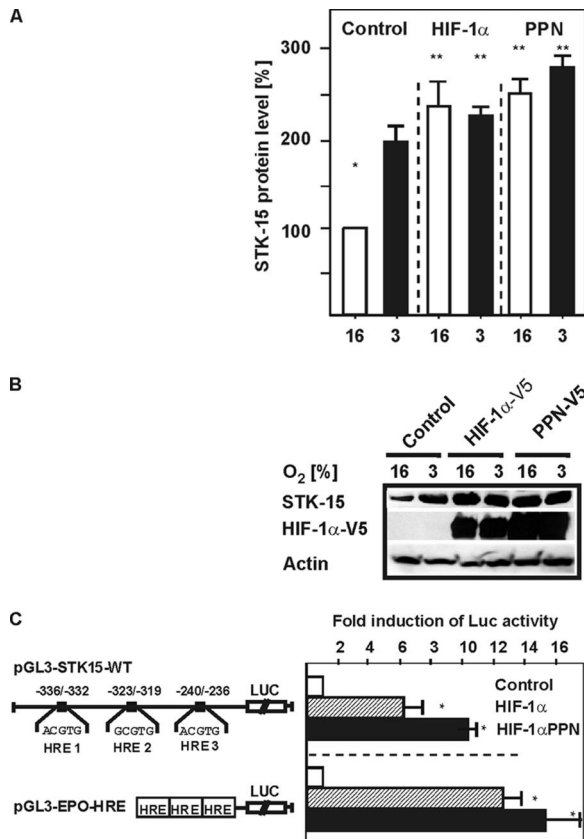 A
Control HIF-1α PPN
** ** ** **
*
STK-15 protein level [%]
300
200
100
16 3 16 3 16 3
B
Control HIF-1α-V5 PPN-V5
O2 [%] 16 3 16 3 16 3
STK-15
HIF-1α-V5
Actin
C
Fold induction of Luc activity
2 4 6 8 10 12 14 16
pGL3-STK15-WT
-336/-332 -323/-319 -240/-236 LUC
ACGTG GCGTG ACGTG
HRE 1 HRE 2 HRE 3
Control
HIF-1α
*
HIF-1αPPN
*
pGL3-EPO-HRE HRE HRE HRE LUC
*
*